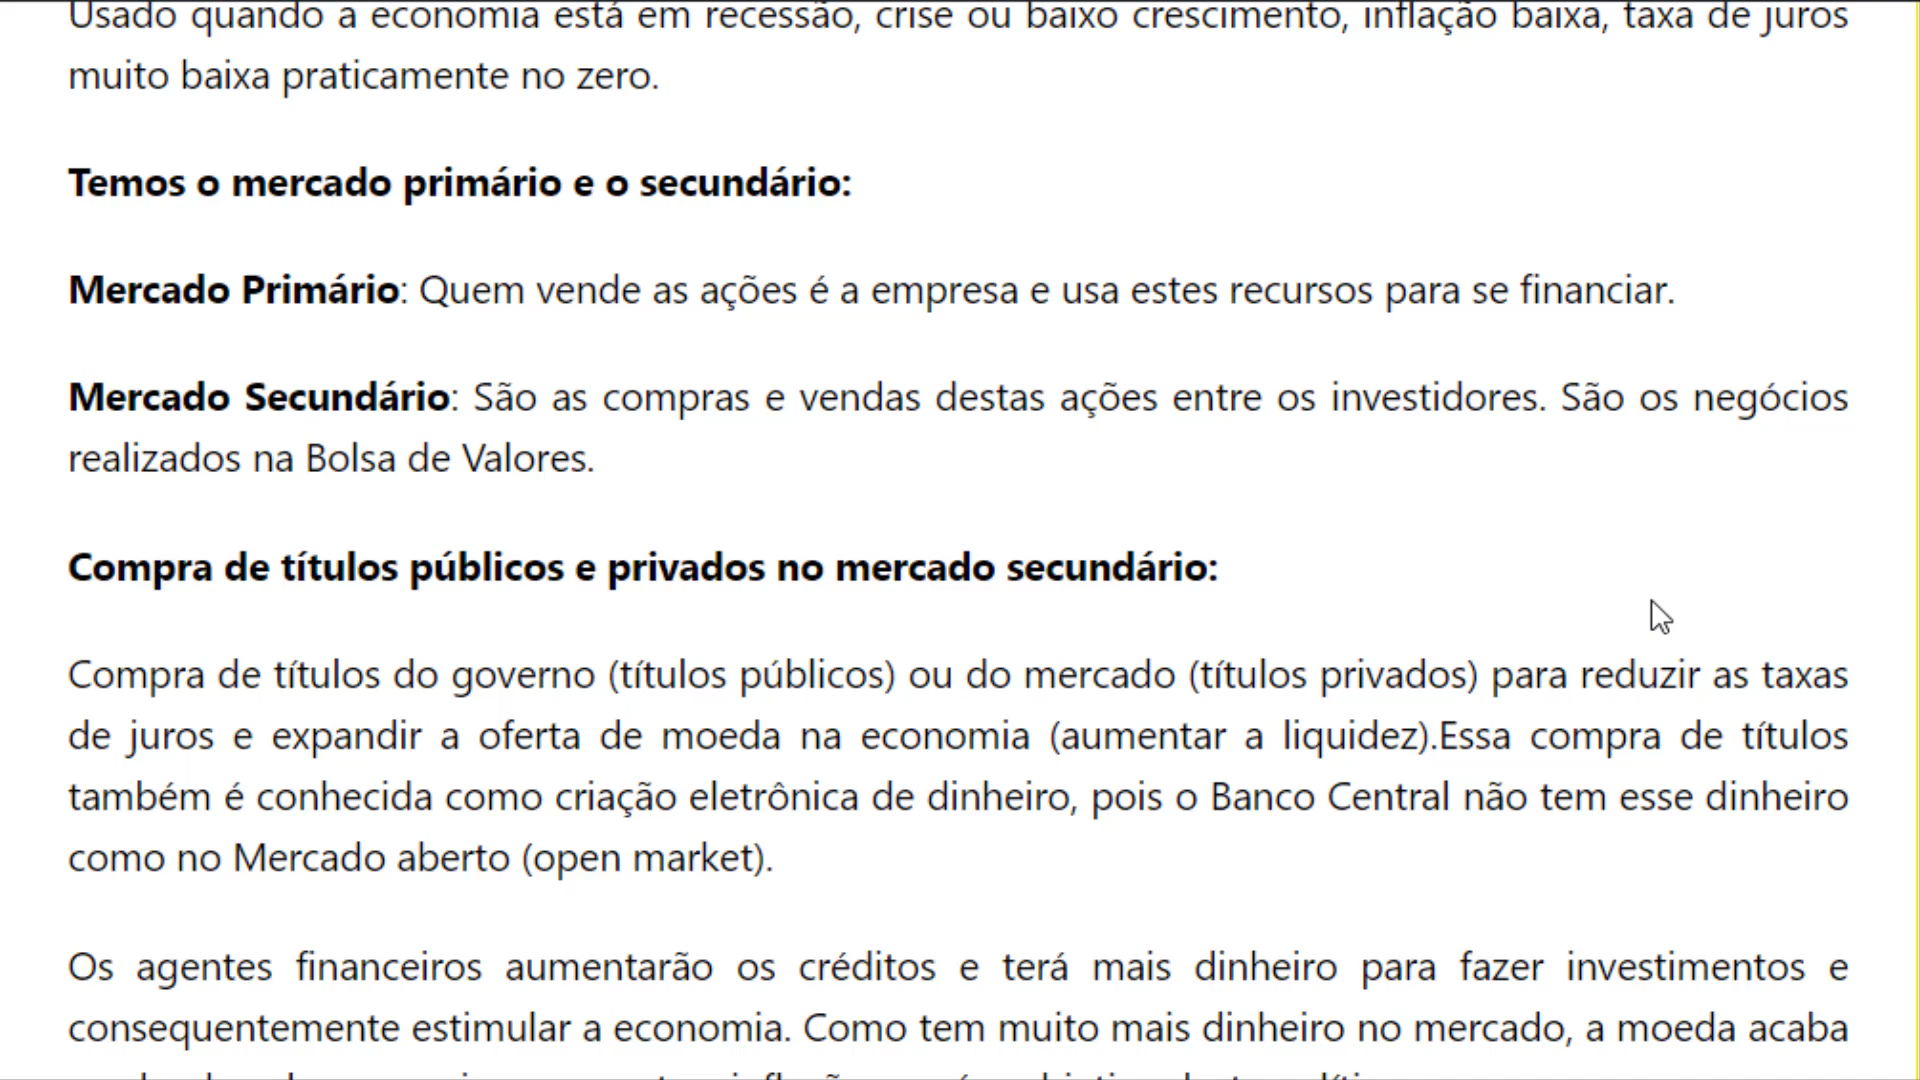 Usado quando a economia está em recessão, crise ou baixo crescimento, inflação baixa, taxa de juros
muito baixa praticamente no zero.
Temos o mercado primário e o secundário:
Mercado Primário: Quem vende as ações é a empresa e usa estes recursos para se financiar.
Mercado Secundário: São as compras e vendas destas ações entre os investidores. São os negócios
realizados na Bolsa de Valores.
Compra de títulos públicos e privados no mercado secundário:
Compra de títulos do governo (títulos públicos) ou do mercado (títulos privados) para reduzir as taxas
de juros e expandir a oferta de moeda na economia (aumentar a liquidez).Essa compra de títulos
também é conhecida como criação eletrônica de dinheiro, pois o Banco Central não tem esse dinheiro
como no Mercado aberto (open market).
Os agentes financeiros aumentarão os créditos e terá mais dinheiro para fazer investimentos e
consequentemente estimular a economia. Como tem muito mais dinheiro no mercado, a moeda acaba